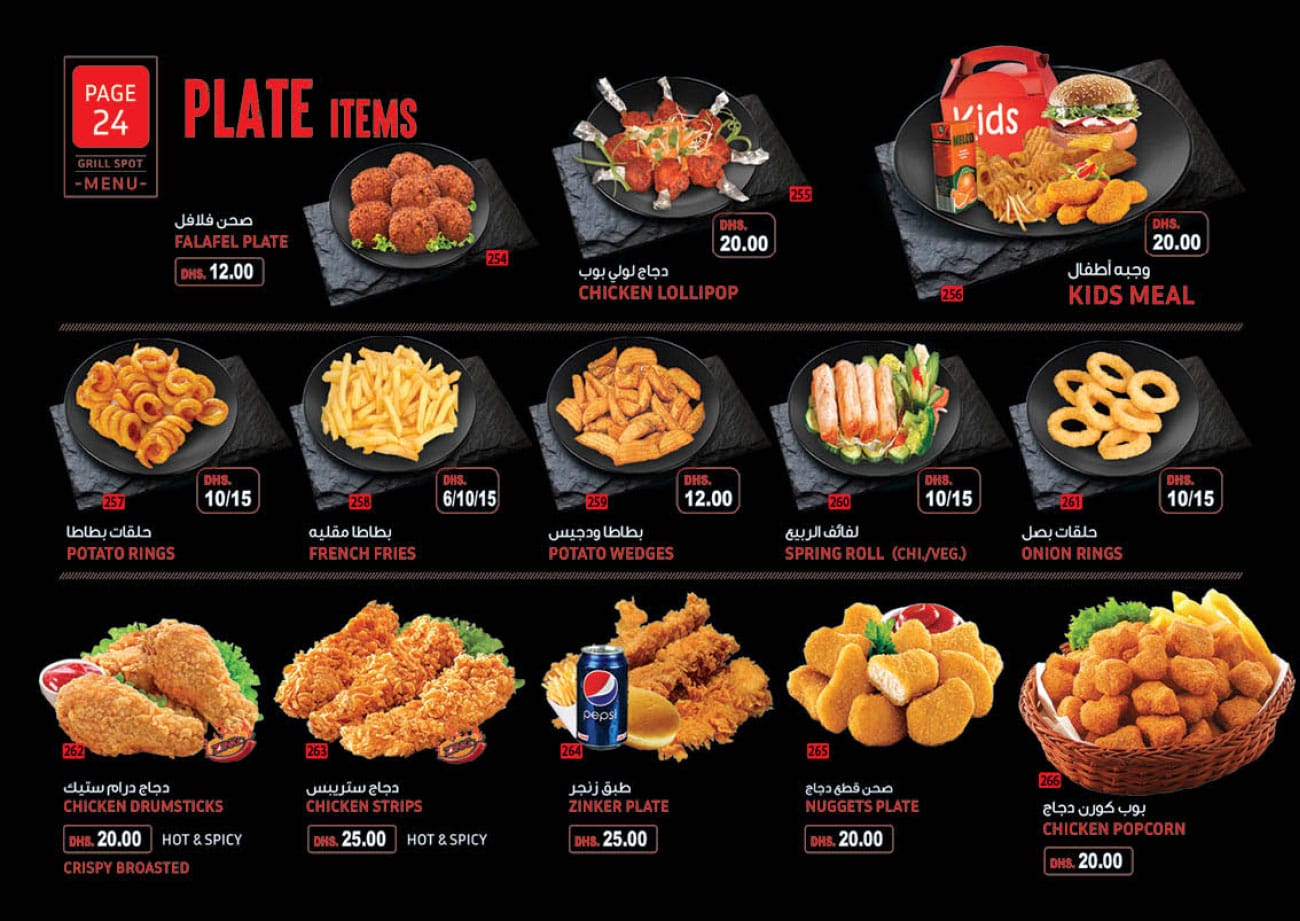 PAGE
24
GRILL SPOT
-MENU-
PLATE ITEMS
صحن فلافل
FALAFEL PLATE
DHS. 12.00
254
255
DHS.
20.00
دجاج لولي بوب
CHICKEN LOLLIPOP
Kids
MELCO
DHS.
20.00
256
وجبه أطفال
KIDS MEAL
257
DHS.
10/15
حلقات بطاطا
POTATO RINGS
258
DHS.
6/10/15
بطاطا مقليه
FRENCH FRIES
259
DHS.
12.00
بطاطا ودجيس
POTATO WEDGES
260
DHS.
10/15
لفائف الربيع
SPRING ROLL (CHI./VEG.)
261
DHS.
10/15
حلقات بصل
ONION RINGS
262
دجاج درام ستيك
CHICKEN DRUMSTICKS
DHS. 20.00 HOT & SPICY
CRISPY BROASTED
263
دجاج ستريبس
CHICKEN STRIPS
DHS. 25.00 HOT & SPICY
pepsi
264
طبق زنجر
ZINKER PLATE
DHS. 25.00
265
صحن قطع دجاج
NUGGETS PLATE
DHS. 20.00
266
بوب كورن دجاج
CHICKEN POPCORN
DHS. 20.00